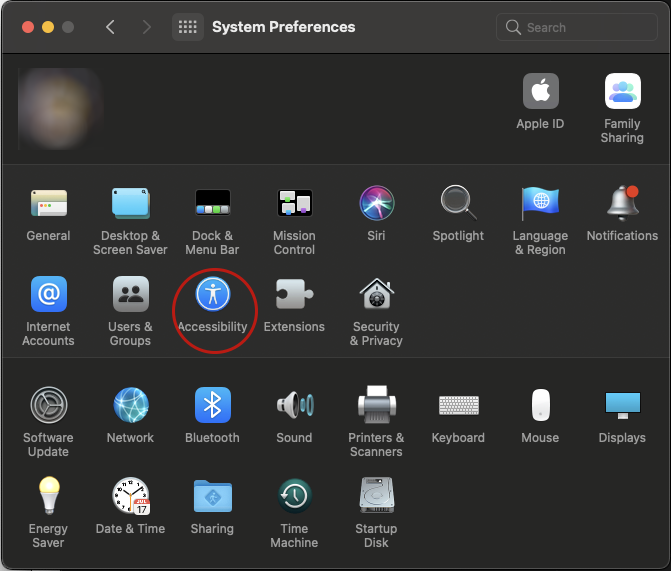 System Preferences
Search
Apple ID
Family
Sharing
General
Desktop &
Screen Saver
Dock &
Menu Bar
Mission
Control
Siri
Spotlight
Language
& Region
Notifications
Internet
Accounts
Users &
Groups
Accessibility
Extensions
Security
& Privacy
Software
Update
Network
Bluetooth
Sound
Printers &
Scanners
Keyboard
Mouse
Displays
Energy
Saver
JUL
17
Date & Time
Sharing
Time
Machine
Startup
Disk